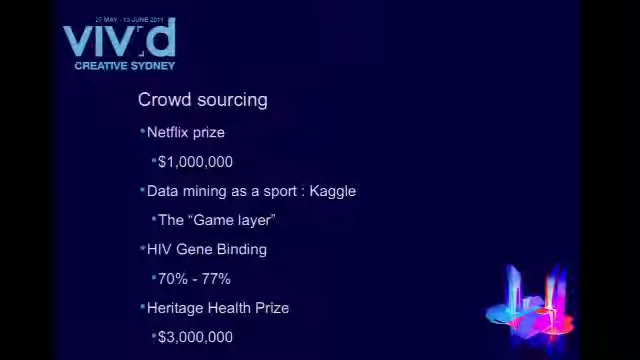 27 MAY - 13 JUNE 2011
vivid
CREATIVE SYDNEY
Crowd sourcing
•Netflix prize
•$1,000,000
•Data mining as a sport : Kaggle
•The “Game layer”
•HIV Gene Binding
•70% - 77%
•Heritage Health Prize
•$3,000,000